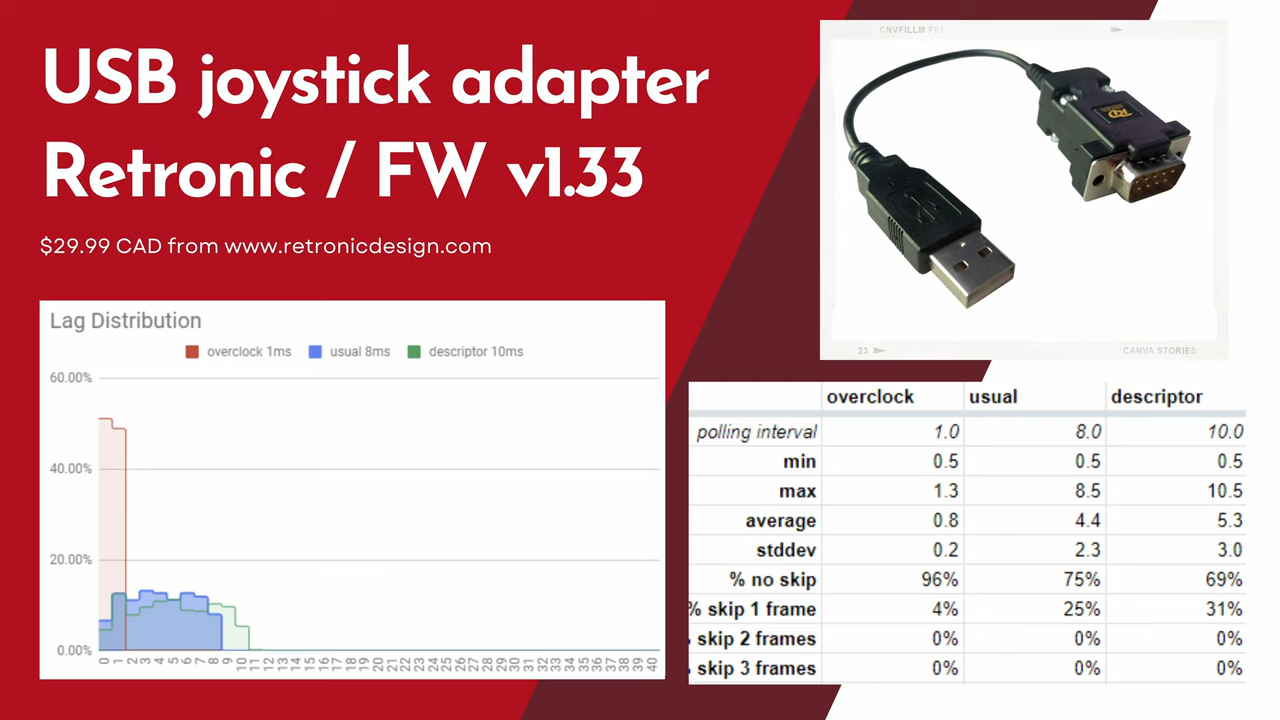 USB joystick adapter
Retronic / FW v1.33
$29.99 CAD from www.retronicdesign.com
CNVFILLM FF1
RD
23
CANVA STORIES
Lag Distribution
overclock 1ms usual 8ms descriptor 10ms
60.00%
40.00%
20.00%
0.00%
0 1 2 3 4 5 6 7 8 9 10 11 12 13 14 15 16 17 18 19 20 21 22 23 24 25 26 27 28 29 30 31 32 33 34 35 36 37 38 39 40
overclock usual descriptor
polling interval 1.0 8.0 10.0
min 0.5 0.5 0.5
max 1.3 8.5 10.5
average 0.8 4.4 5.3
stddev 0.2 2.3 3.0
% no skip 96% 75% 69%
% skip 1 frame 4% 25% 31%
skip 2 frames 0% 0% 0%
skip 3 frames 0% 0% 0%